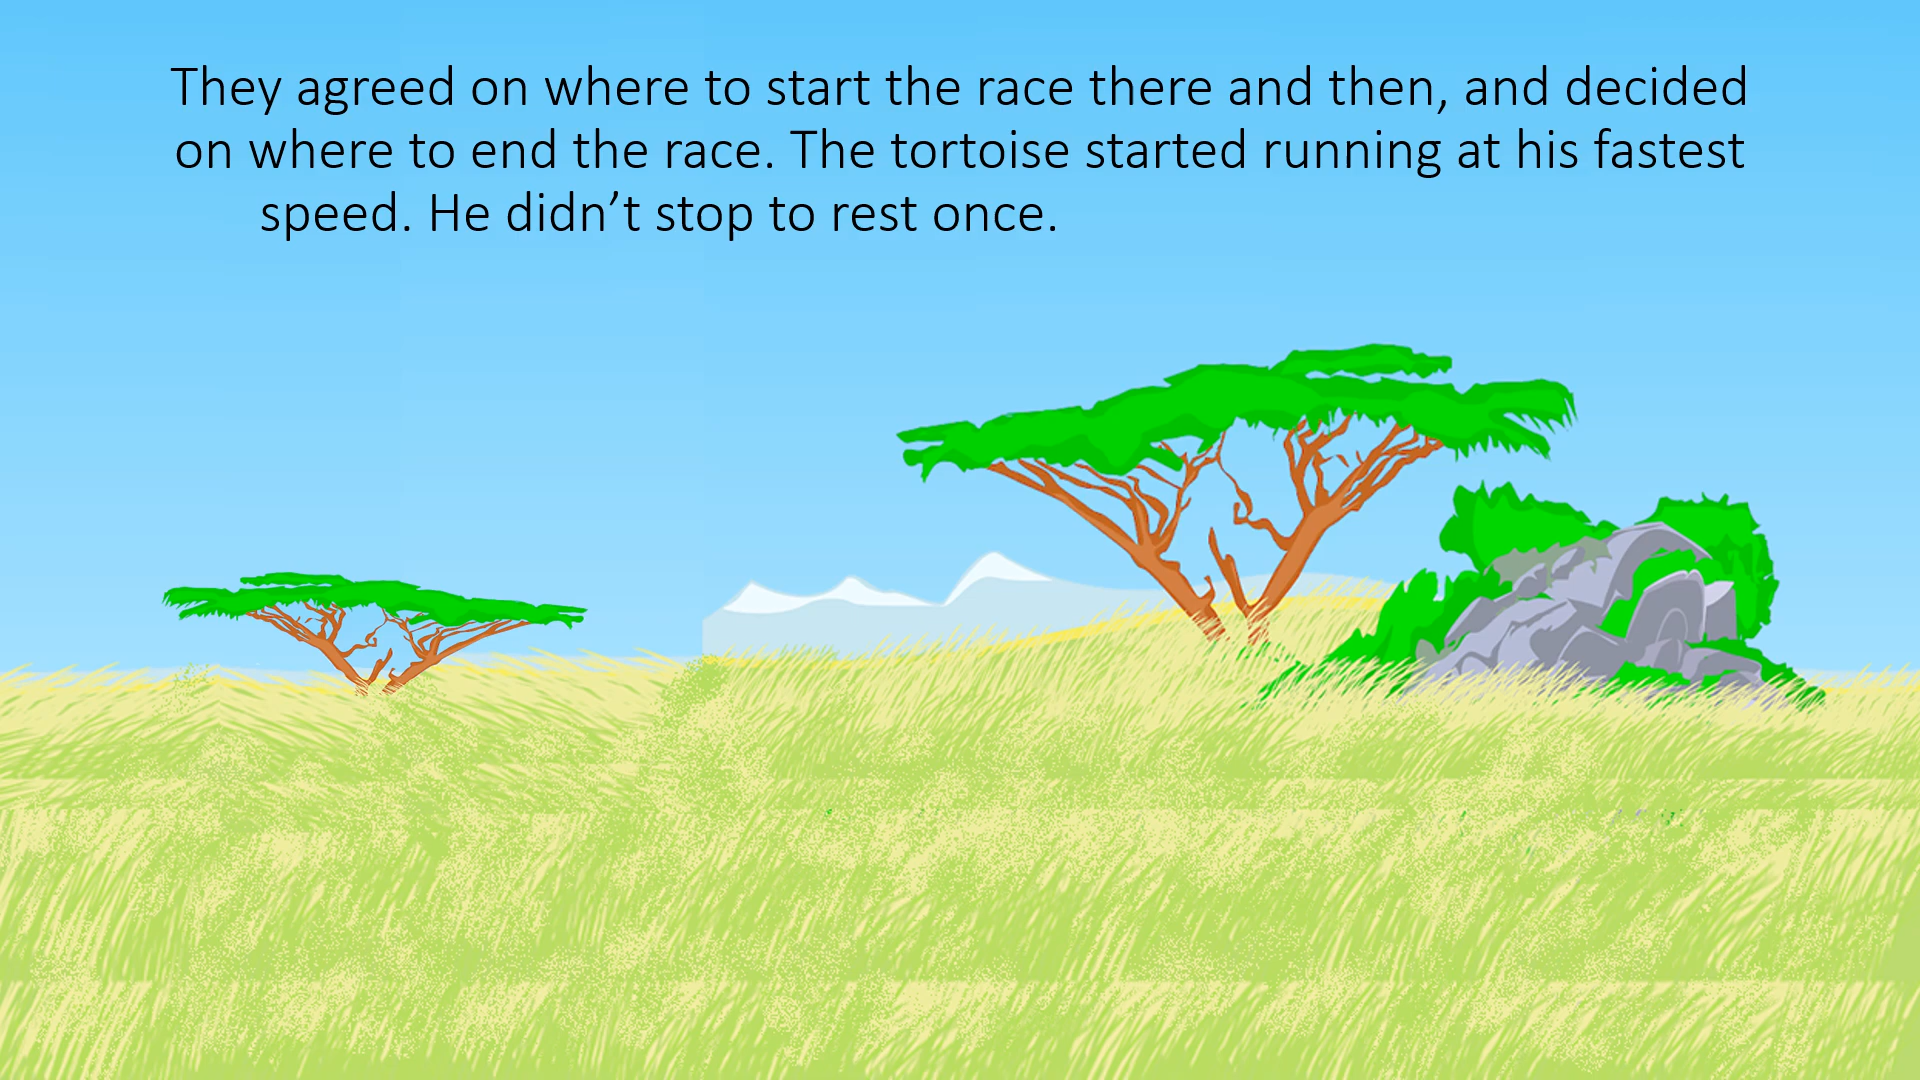 They agreed on where to start the race there and then, and decided
on where to end the race. The tortoise started running at his fastest
speed. He didn’t stop to rest once.